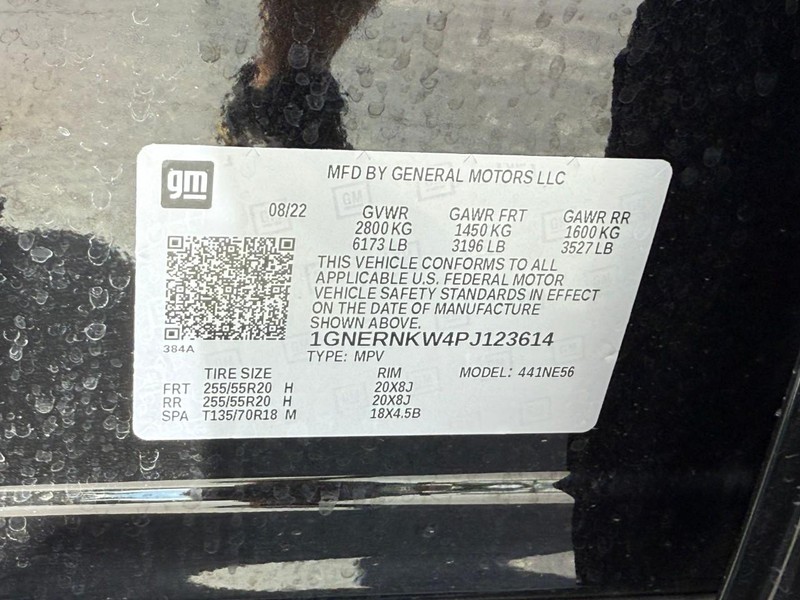 gm
MFD BY GENERAL MOTORS LLC
08/22 GVWR GAWR FRT GAWR RR
2800 KG 1450 KG 1600 KG
6173 LB 3196 LB 3527 LB
THIS VEHICLE CONFORMS TO ALL
APPLICABLE U.S. FEDERAL MOTOR
VEHICLE SAFETY STANDARDS IN EFFECT
ON THE DATE OF MANUFACTURE
SHOWN ABOVE.
384A 1GNERNKW4PJ123614
TYPE: MPV
TIRE SIZE RIM MODEL: 441NE56
FRT 255/55R20 H 20X8J
RR 255/55R20 H 20X8J
SPA T135/70R18 M 18X4.5B